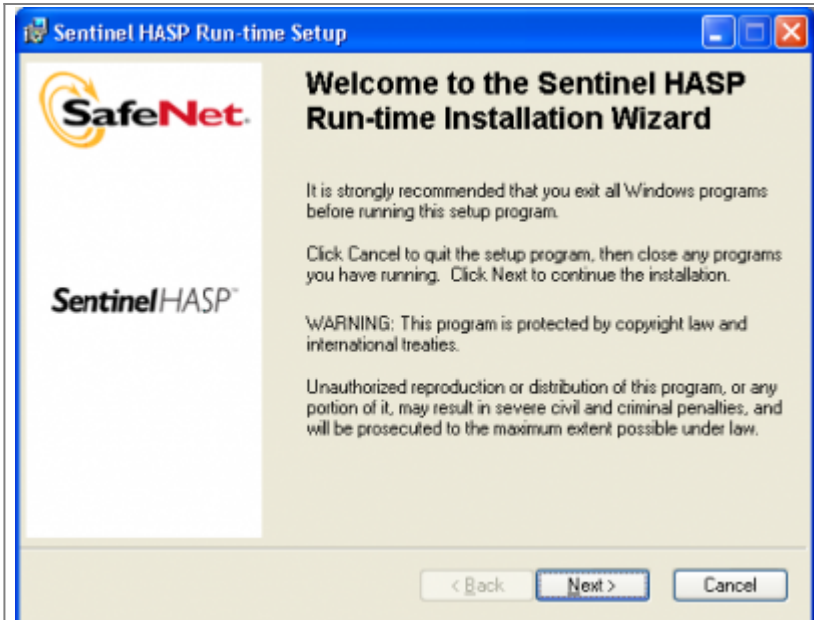 Sentinel HASP Run-time Setup
SafeNet.
Sentinel HASP™
Welcome to the Sentinel HASP
Run-time Installation Wizard
It is strongly recommended that you exit all Windows programs
before running this setup program.
Click Cancel to quit the setup program, then close any programs
you have running. Click Next to continue the installation.
WARNING: This program is protected by copyright law and
international treaties.
Unauthorized reproduction or distribution of this program, or any
portion of it, may result in severe civil and criminal penalties, and
will be prosecuted to the maximum extent possible under law.
< Back
Next >
Cancel